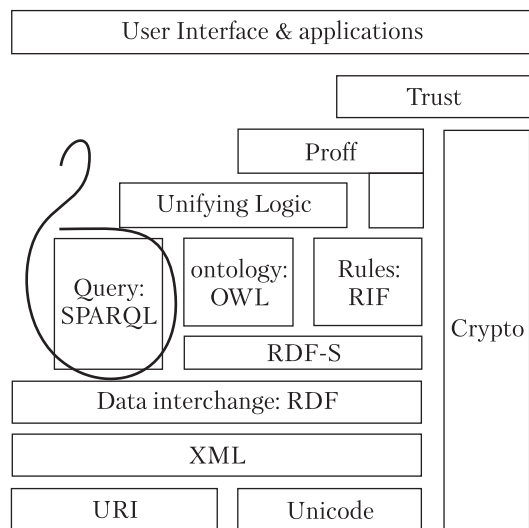 User Interface & applications
Trust
Proff
Unifying Logic
Query:
SPARQL
ontology:
OWL
Rules:
RIF
Crypto
RDF-S
Data interchange: RDF
XML
URI
Unicode